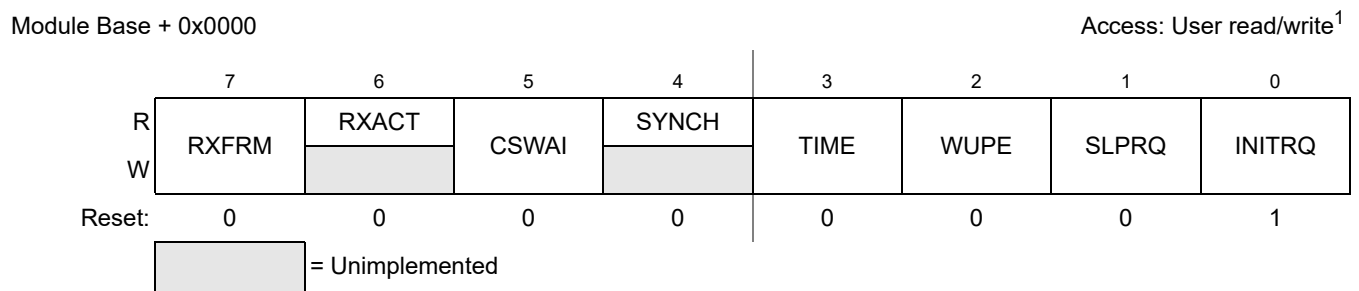 Module Base + 0x0000 Access: User read/write1
7 6 5 4 3 2 1 0
R RXFRM RXACT CSWAI SYNCH TIME WUPE SLPRQ INITRQ
W
Reset: 0 0 0 0 0 0 0 1
= Unimplemented